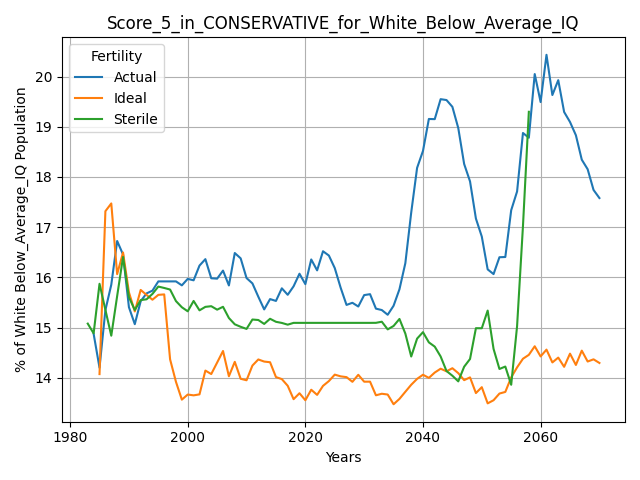 Score_5_in_CONSERVATIVE_for_White_Below_Average_IQ
Fertility
Actual
Ideal
Sterile
% of White Below_Average_IQ Population
20
19
18
17
16
15
14
1980
2000
2020
2040
2060
Years